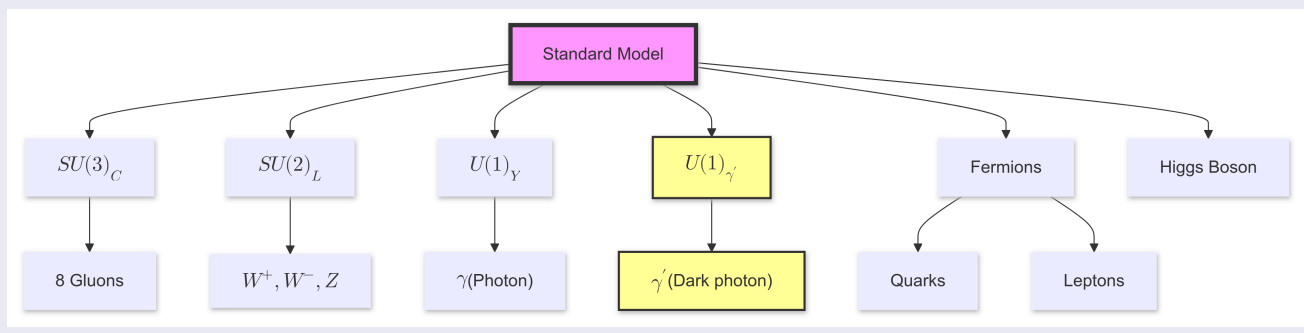 Standard Model
SU(3)_C
SU(2)_L
U(1)_Y
U(1)_γ′
Fermions
Higgs Boson
8 Gluons
W⁺, W⁻, Z
γ(Photon)
γ′(Dark photon)
Quarks
Leptons